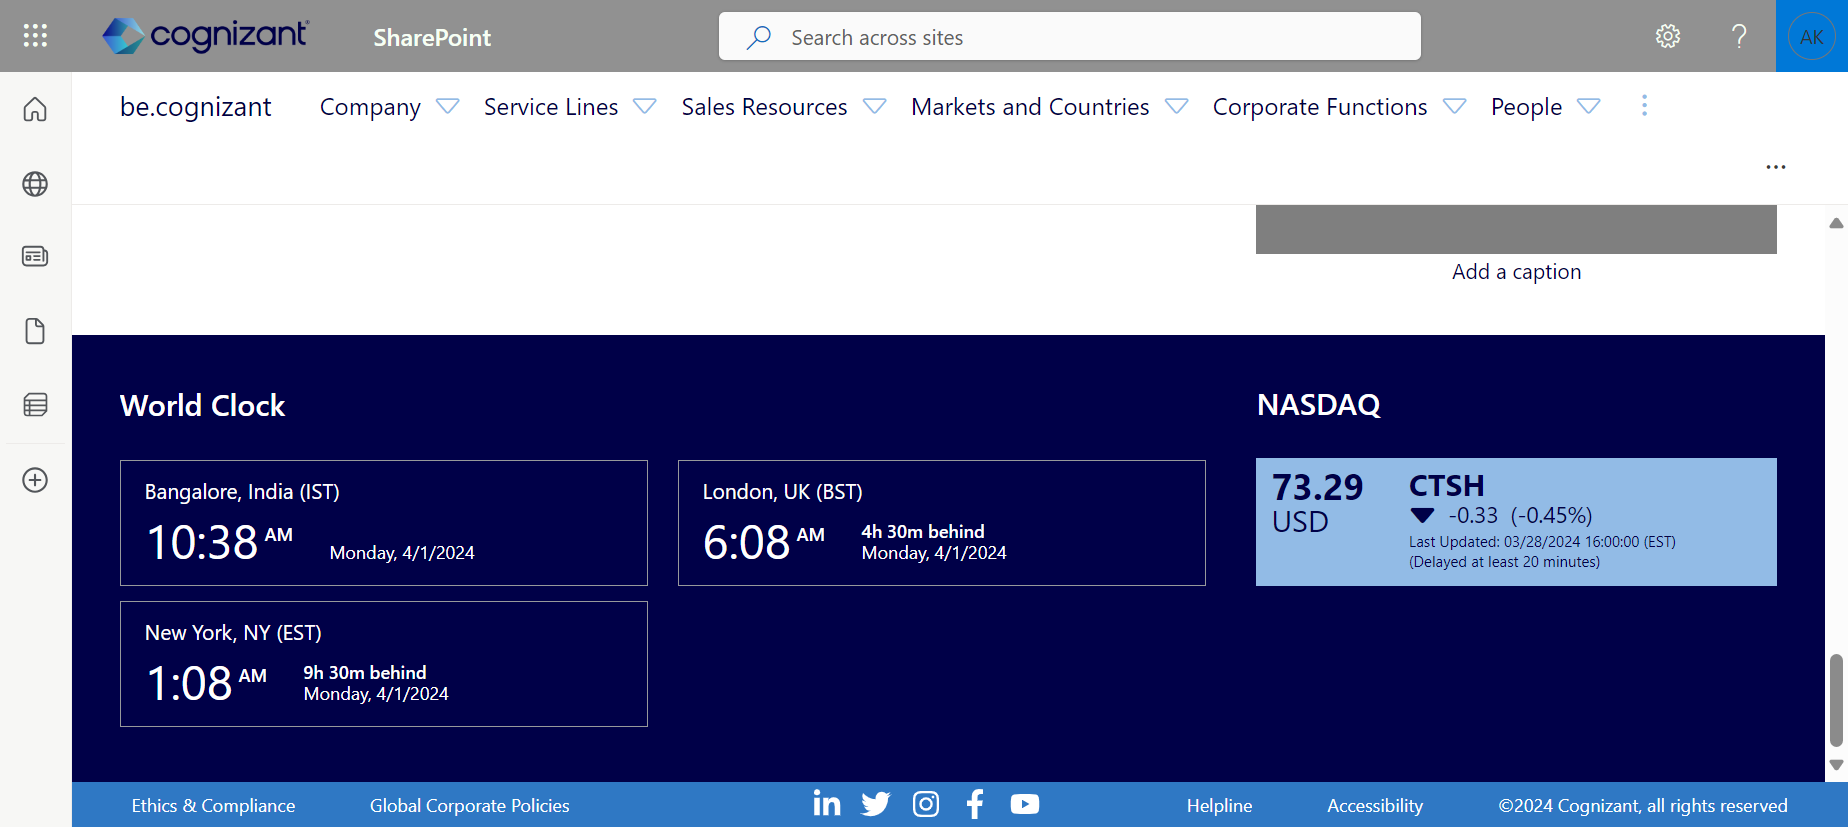 cognizant
SharePoint
Search across sites
AK
be.cognizant
Company
Service Lines
Sales Resources
Markets and Countries
Corporate Functions
People
Add a caption
World Clock
Bangalore, India (IST)
10:38 AM
Monday, 4/1/2024
London, UK (BST)
6:08 AM
4h 30m behind
Monday, 4/1/2024
New York, NY (EST)
1:08 AM
9h 30m behind
Monday, 4/1/2024
NASDAQ
73.29
USD
CTSH
-0.33 (-0.45%)
Last Updated: 03/28/2024 16:00:00 (EST)
(Delayed at least 20 minutes)
Ethics & Compliance
Global Corporate Policies
Helpline
Accessibility
©2024 Cognizant, all rights reserved